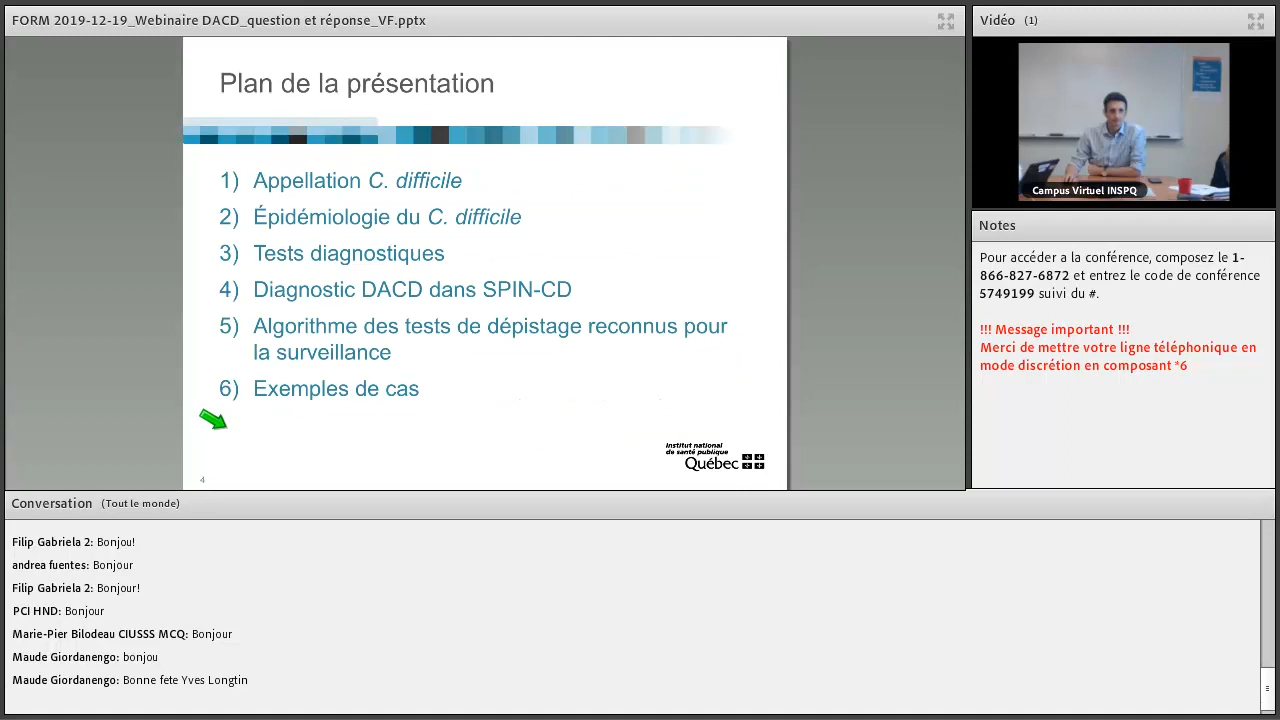 FORM 2019-12-19_Webinaire DACD_question et réponse_VF.pptx
Plan de la présentation
1) Appellation C. difficile
2) Épidémiologie du C. difficile
3) Tests diagnostiques
4) Diagnostic DACD dans SPIN-CD
5) Algorithme des tests de dépistage reconnus pour
la surveillance
6) Exemples de cas
Institut national
de santé publique
Québec
4
Vidéo (1)
Campus Virtuel INSPQ
Notes
Pour accéder a la conférence, composez le 1-
866-827-6872 et entrez le code de conférence
5749199 suivi du #.
!!! Message important !!!
Merci de mettre votre ligne téléphonique en
mode discrétion en composant *6
Conversation (Tout le monde)
Filip Gabriela 2: Bonjou!
andrea fuentes: Bonjour
Filip Gabriela 2: Bonjour!
PCI HND: Bonjour
Marie-Pier Bilodeau CIUSSS MCQ: Bonjour
Maude Giordanengo: bonjou
Maude Giordanengo: Bonne fete Yves Longtin